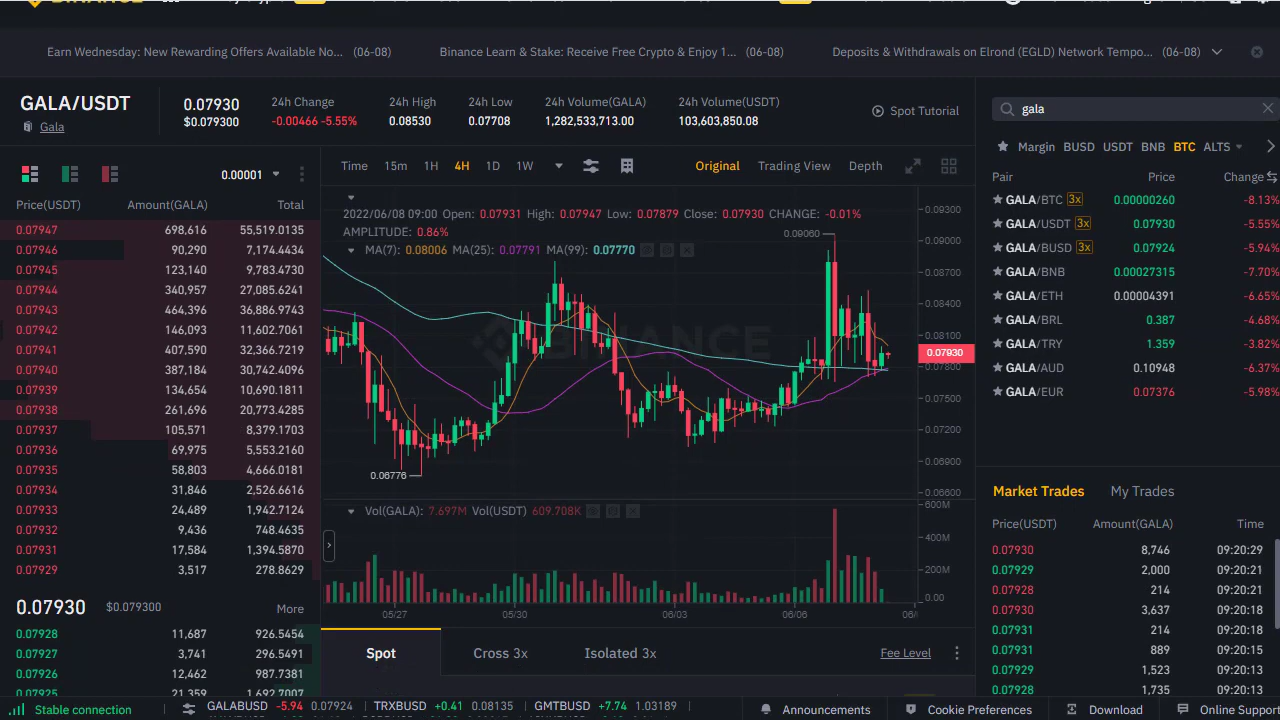 BINANCE
Earn Wednesday: New Rewarding Offers Available No... (06-08)
Binance Learn & Stake: Receive Free Crypto & Enjoy 1... (06-08)
Deposits & Withdrawals on Elrond (EGLD) Network Tempo... (06-08)
GALA/USDT
Gala
0.07930
$0.079300
24h Change
-0.00466 -5.55%
24h High
0.08530
24h Low
0.07708
24h Volume(GALA)
1,282,533,713.00
24h Volume(USDT)
103,603,850.08
Spot Tutorial
0.00001
Price(USDT) Amount(GALA) Total
0.07947 698,616 55,519.0135
0.07946 90,290 7,174.4434
0.07945 123,140 9,783.4730
0.07944 340,957 27,085.6241
0.07943 464,396 36,886.9743
0.07942 146,093 11,602.7061
0.07941 407,590 32,366.7219
0.07940 387,184 30,742.4096
0.07939 134,654 10,690.1811
0.07938 261,696 20,773.4285
0.07937 105,571 8,379.1703
0.07936 69,975 5,553.2160
0.07935 58,803 4,666.0181
0.07934 31,846 2,526.6616
0.07933 24,489 1,942.7124
0.07932 9,436 748.4635
0.07931 17,584 1,394.5870
0.07929 3,517 278.8629
0.07930 $0.079300 More
0.07928 11,687 926.5454
0.07927 3,741 296.5491
0.07926 12,462 987.7381
0.07925 21,359 1,692.7007
Time 15m 1H 4H 1D 1W
Original Trading View Depth
2022/06/08 09:00 Open: 0.07931 High: 0.07947 Low: 0.07879 Close: 0.07930 CHANGE: -0.01%
AMPLITUDE: 0.86%
MA(7): 0.08006 MA(25): 0.07791 MA(99): 0.07770
0.09060
0.06776
BINANCE
0.09300
0.09000
0.08700
0.08400
0.08100
0.07930
0.07800
0.07500
0.07200
0.06900
0.06600
Vol(GALA): 7.697M Vol(USDT) 609.708K
600M
400M
200M
0.00
05/27 05/30 06/03 06/06
Spot Cross 3x Isolated 3x Fee Level
gala
Margin BUSD USDT BNB BTC ALTS
Pair Price Change
GALA/BTC 3x 0.00000260 -8.13%
GALA/USDT 3x 0.07930 -5.55%
GALA/BUSD 3x 0.07924 -5.94%
GALA/BNB 0.00027315 -7.70%
GALA/ETH 0.00004391 -6.65%
GALA/BRL 0.387 -4.68%
GALA/TRY 1.359 -3.82%
GALA/AUD 0.10948 -6.37%
GALA/EUR 0.07376 -5.98%
Market Trades My Trades
Price(USDT) Amount(GALA) Time
0.07930 8,746 09:20:29
0.07929 2,000 09:20:21
0.07928 214 09:20:21
0.07930 3,637 09:20:18
0.07931 214 09:20:18
0.07931 889 09:20:15
0.07929 1,523 09:20:13
0.07928 1,735 09:20:13
Stable connection
GALABUSD -5.94 0.07924
TRXBUSD +0.41 0.08135
GMTBUSD +7.74 1.03189
Announcements
Cookie Preferences
Download
Online Support